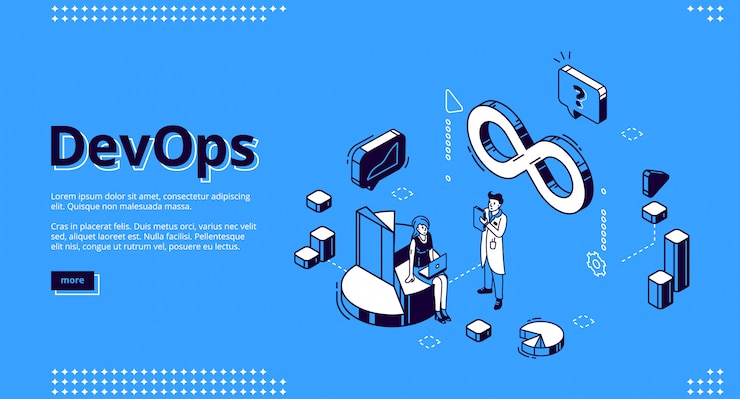 DevOps
?
Lorem ipsum dolor sit amet, consectetur adipiscing
elit. Quisque non malesuada massa.
Cras in placerat felis. Duis metus orci, varius nec velit
sed, aliquet laoreet est. Nulla facilisi. Pellentesque
elit nisi, congue ut rutrum vel, posuere eu lectus.
more